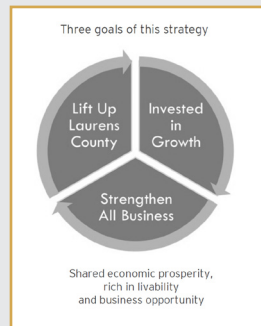 Three goals of this strategy
Lift Up
Laurens
County
Invested
in
Growth
Strengthen
All Business
Shared economic prosperity,
rich in livability
and business opportunity